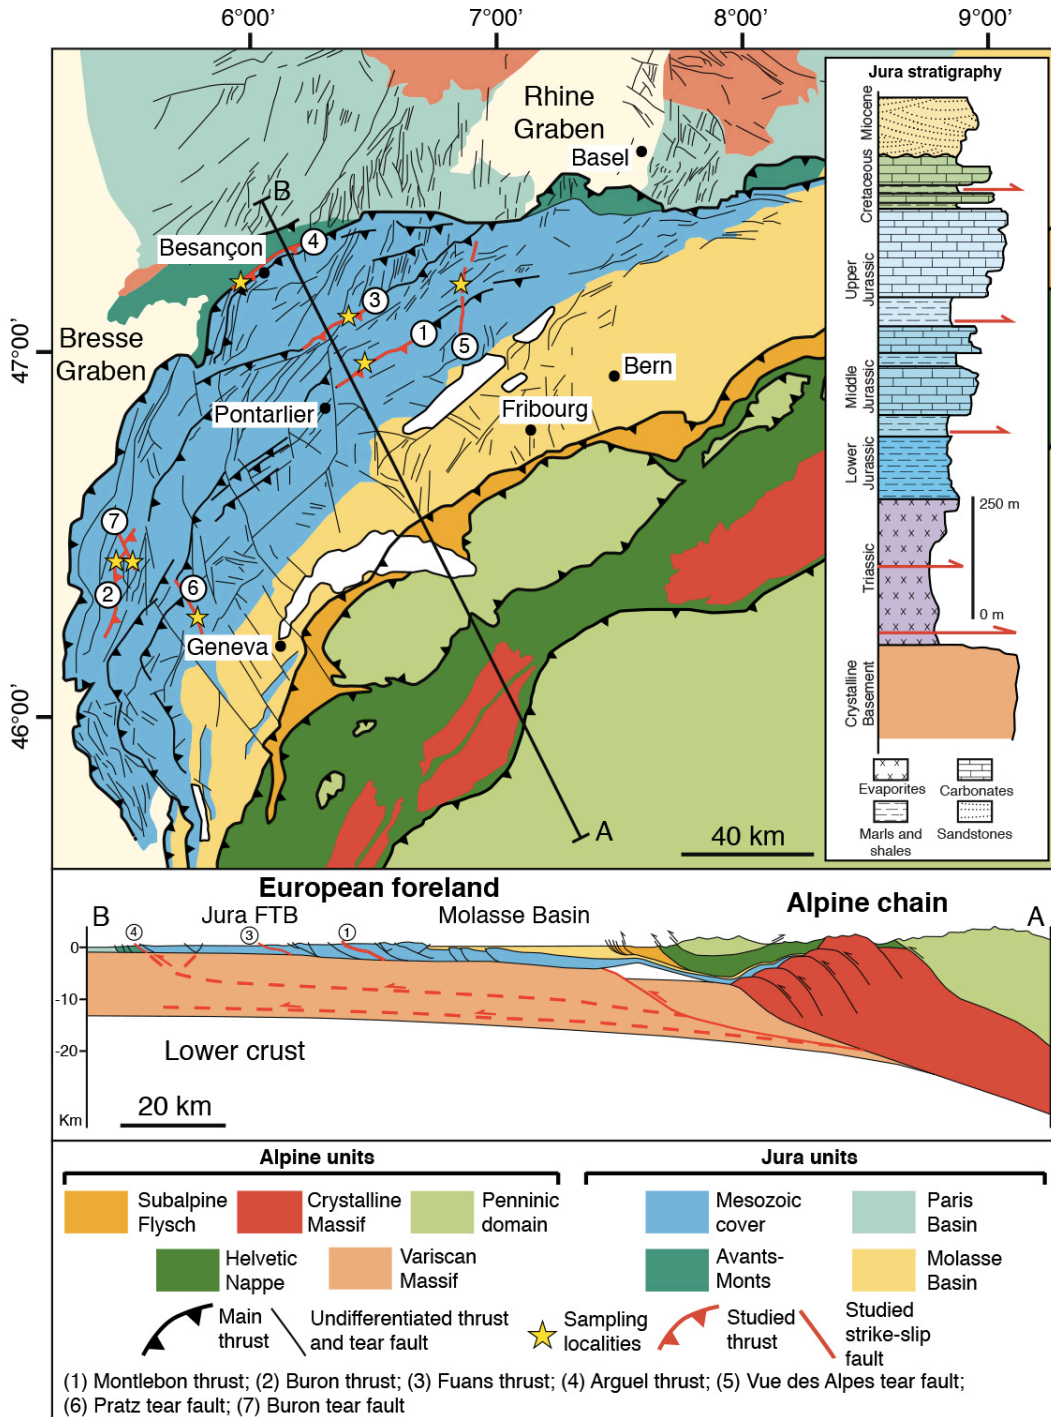 6°00’
7°00’
8°00’
9°00’
47°00’
46°00’
Rhine
Graben
Basel
B
Besançon
4
3
1
5
Bresse
Graben
Pontarlier
Bern
Fribourg
7
2
6
Geneva
A
40 km
Jura stratigraphy
Miocene
Cretaceous
Upper
Jurassic
Middle
Jurassic
Lower
Jurassic
Triassic
Crystalline
Basement
250 m
0 m
Evaporites
Carbonates
Marls and
shales
Sandstones
European foreland
Alpine chain
B
Jura FTB
Molasse Basin
A
4
3
1
0
-10
-20
Km
Lower crust
20 km
Alpine units
Jura units
Subalpine
Flysch
Crystalline
Massif
Penninic
domain
Mesozoic
cover
Paris
Basin
Helvetic
Nappe
Variscan
Massif
Avants-
Monts
Molasse
Basin
Main
thrust
Undifferentiated thrust
and tear fault
Sampling
localities
Studied
thrust
Studied
strike-slip
fault
(1) Montlebon thrust; (2) Buron thrust; (3) Fuans thrust; (4) Arguel thrust; (5) Vue des Alpes tear fault;
(6) Pratz tear fault; (7) Buron tear fault